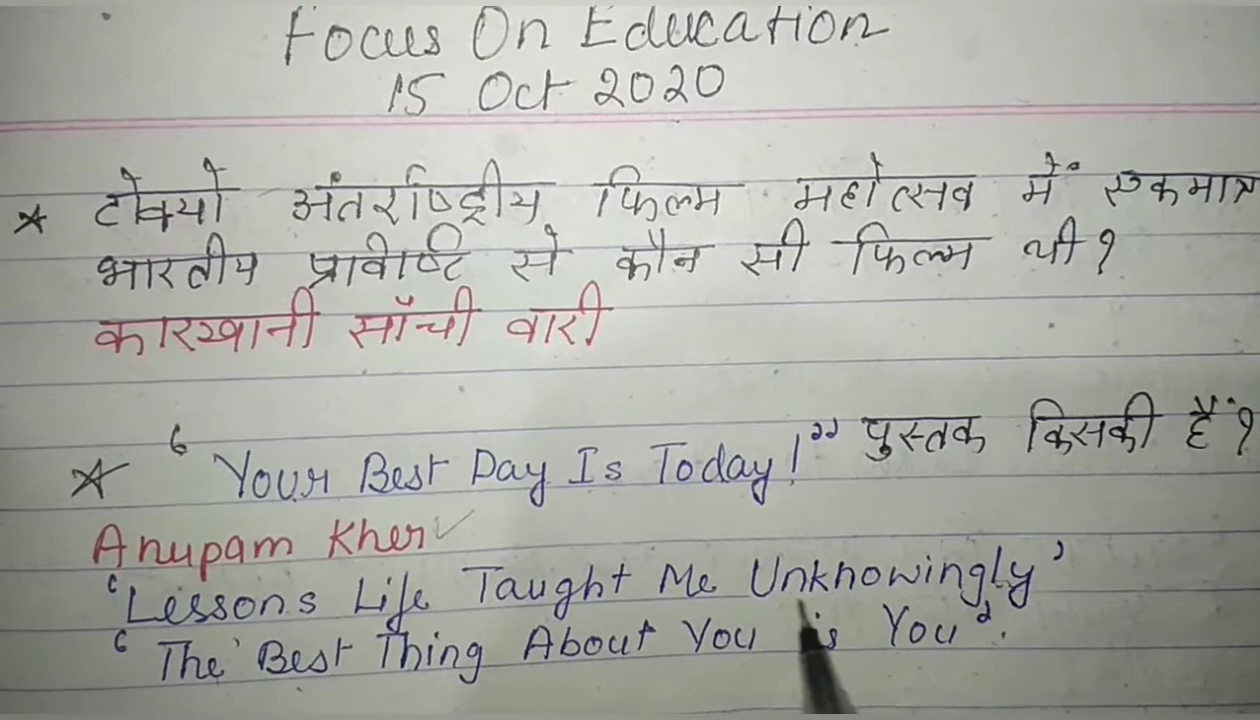 Focus On Education
15 Oct 2020
* टोक्यो अंतर्राष्ट्रीय फिल्म महोत्सव में एकमात्र
भारतीय प्राविष्टि से कौन सी फिल्म थी?
कारखानी साँची वारी
* ‘Your Best Day Is Today!” पुस्तक किसकी हैं?
Anupam Kher ✓
‘Lessons Life Taught Me Unknowingly’
‘The Best Thing About You is You’.